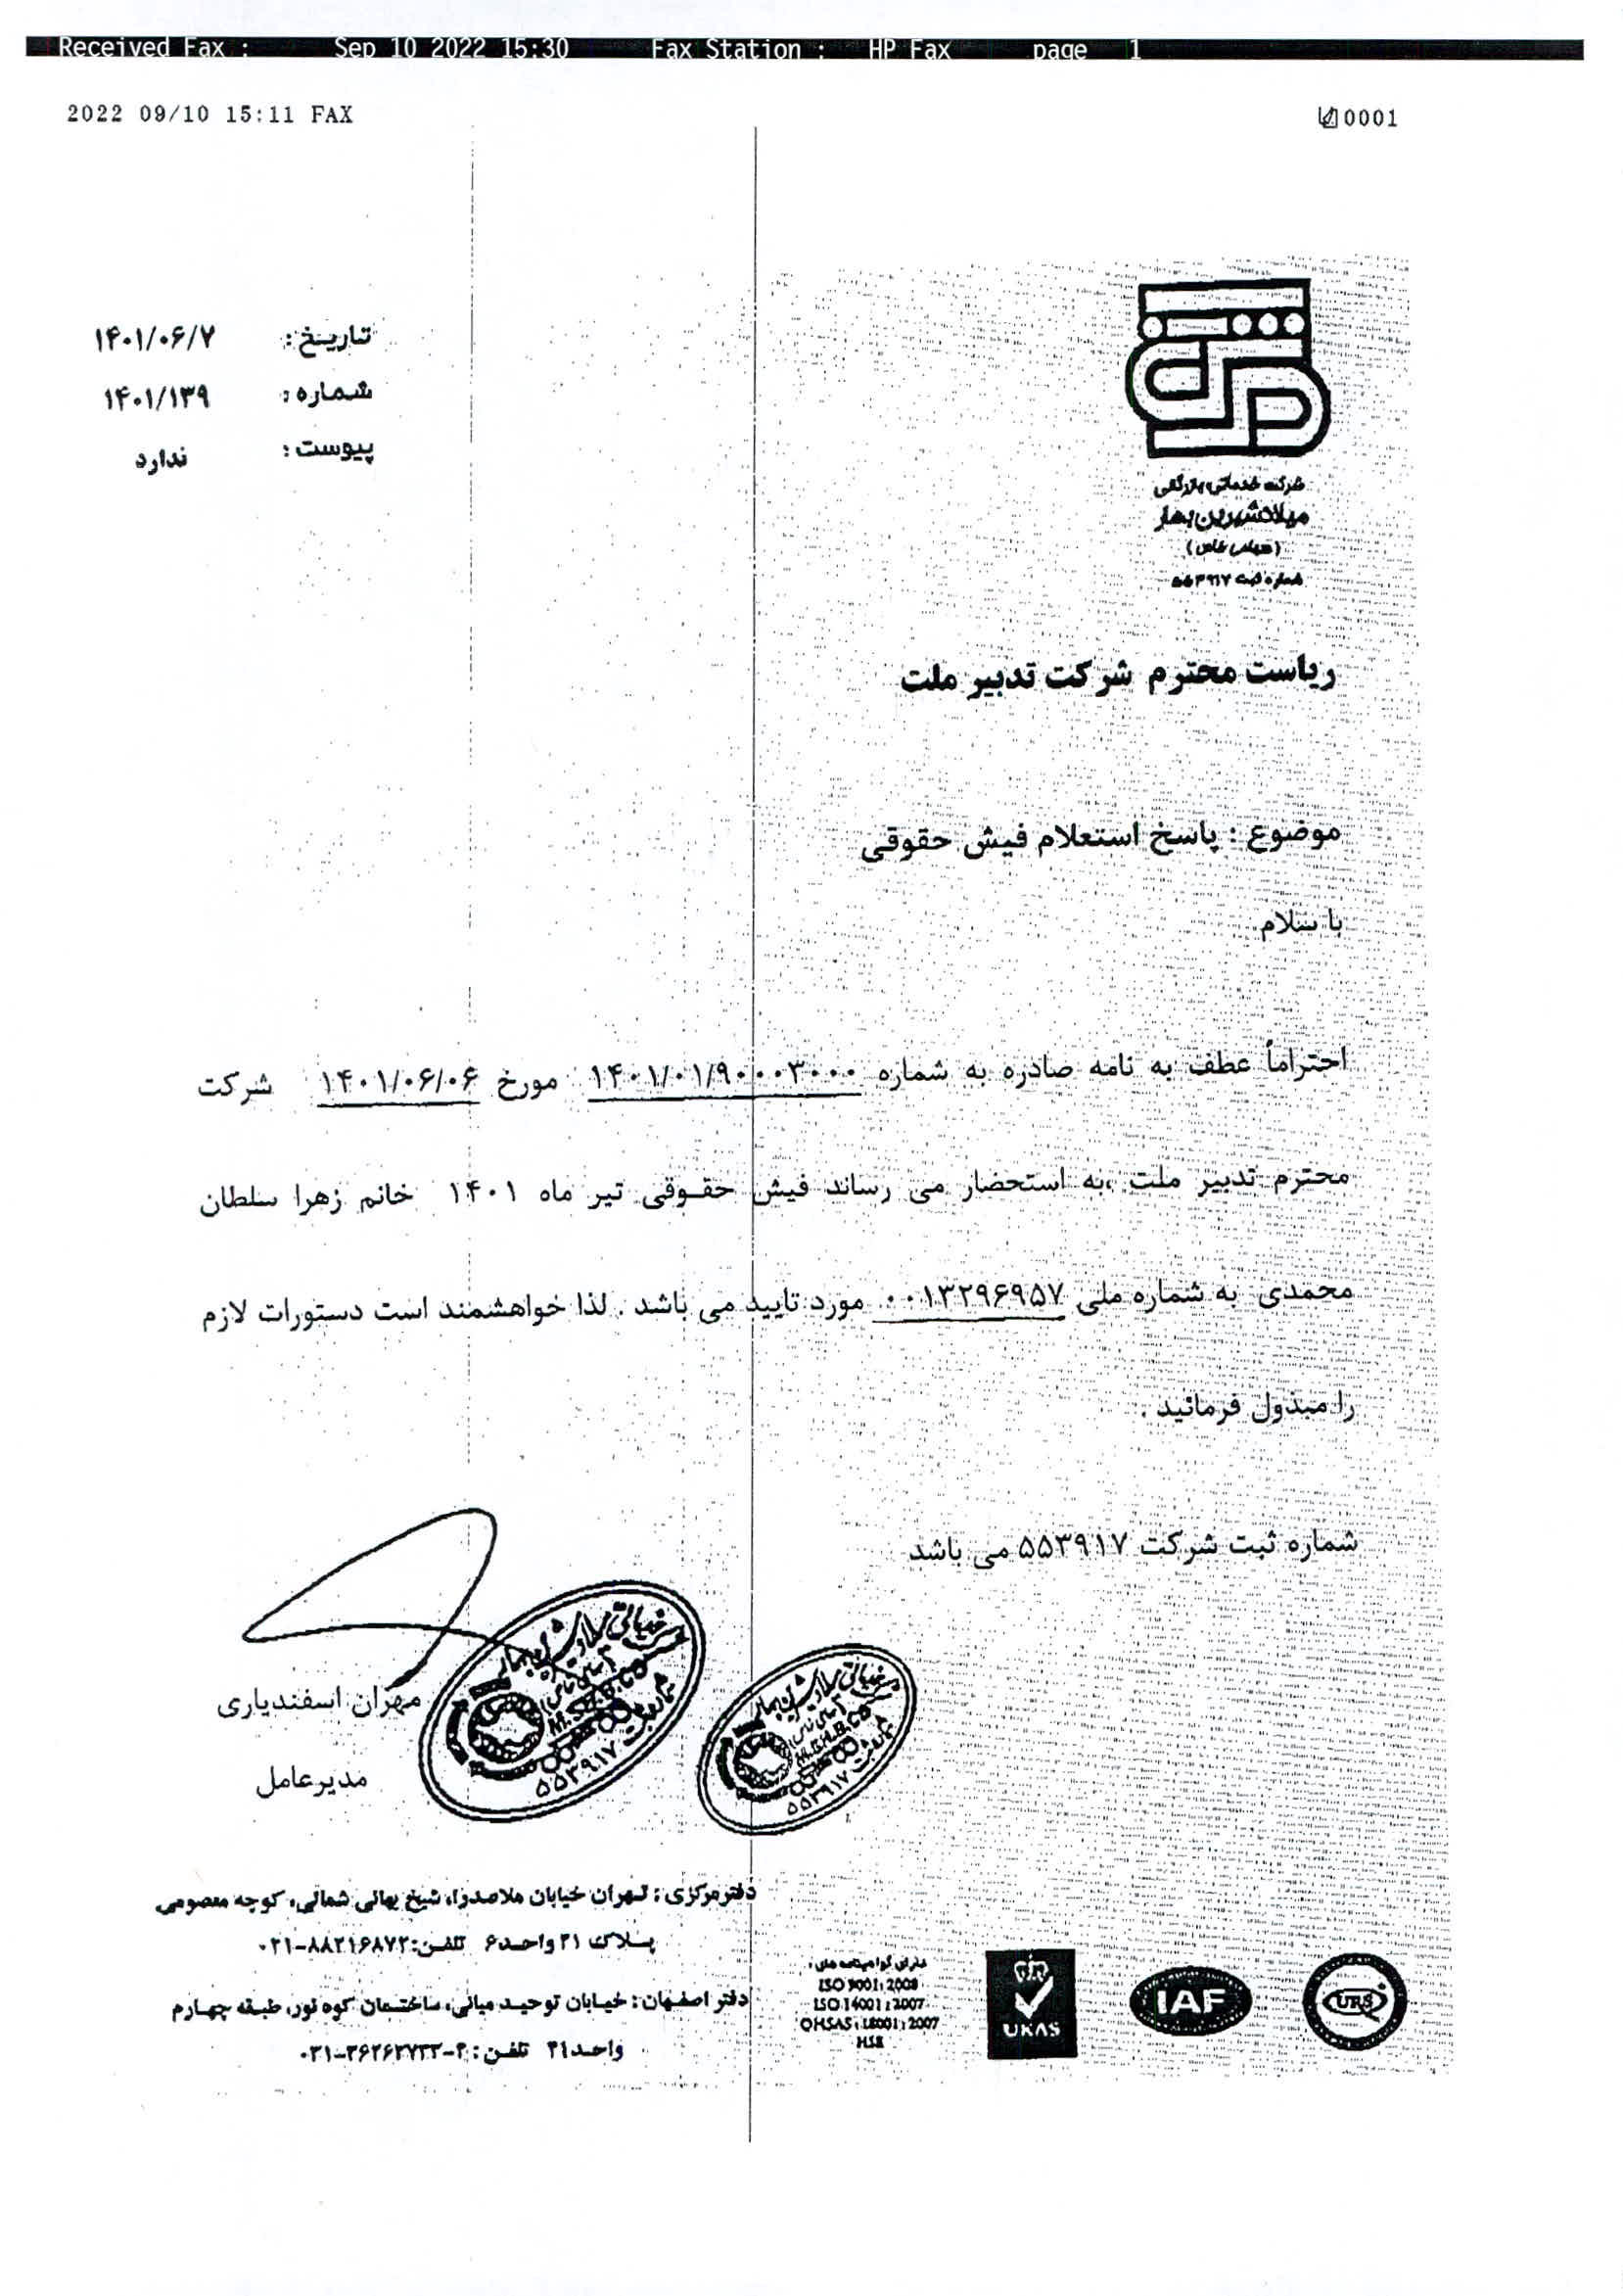 Received Fax : Sep 10 2022 15:30 Fax Station : HP Fax page 1
2022 09/10 15:11 FAX
0001
تاریخ: ۱۴۰۱/۰۶/۷
شماره: ۱۴۰۱/۱۳۹
پیوست: ندارد
شرکت خدماتی بازرگانی
میلاد شیرین بهار
(سهامی خاص)
شماره ثبت ۵۵۳۹۱۷
ریاست محترم شرکت تدبیر ملت
موضوع : پاسخ استعلام فیش حقوقی
با سلام
احتراماً عطف به نامه صادره به شماره ۱۴۰۱/۰۱/۹۰۰۰۳۰۰۰ مورخ ۱۴۰۱/۰۶/۰۶ شرکت
محترم تدبیر ملت ،به استحضار می رساند فیش حقوقی تیر ماه ۱۴۰۱ خانم زهرا سلطان
محمدی به شماره ملی ۰۰۱۳۲۹۶۹۵۷ مورد تایید می باشد . لذا خواهشمند است دستورات لازم
را مبذول فرمائید .
شماره ثبت شرکت ۵۵۳۹۱۷ می باشد
مهران اسفندیاری
مدیرعامل
۵۵۳۹۱۷
۵۵۳۹۱۷
دفترمرکزی : تهران خیابان ملاصدرا، شیخ بهائی شمالی، کوچه معصومی
پلاک ۲۱ واحد ۶ تلفن: ۰۲۱-۸۸۲۱۶۸۷۲
دفتر اصفهان : خیابان توحید میانی، ساختمان کوه نور، طبقه چهارم
واحد ۲۱ تلفن : ۰۳۱-۳۶۲۶۲۷۳۲-۴
دارای گواهینامه های :
ISO 9001:2008
ISO 14001:2007
OHSAS:18001:2007
HSE
UKAS
IAF
URS